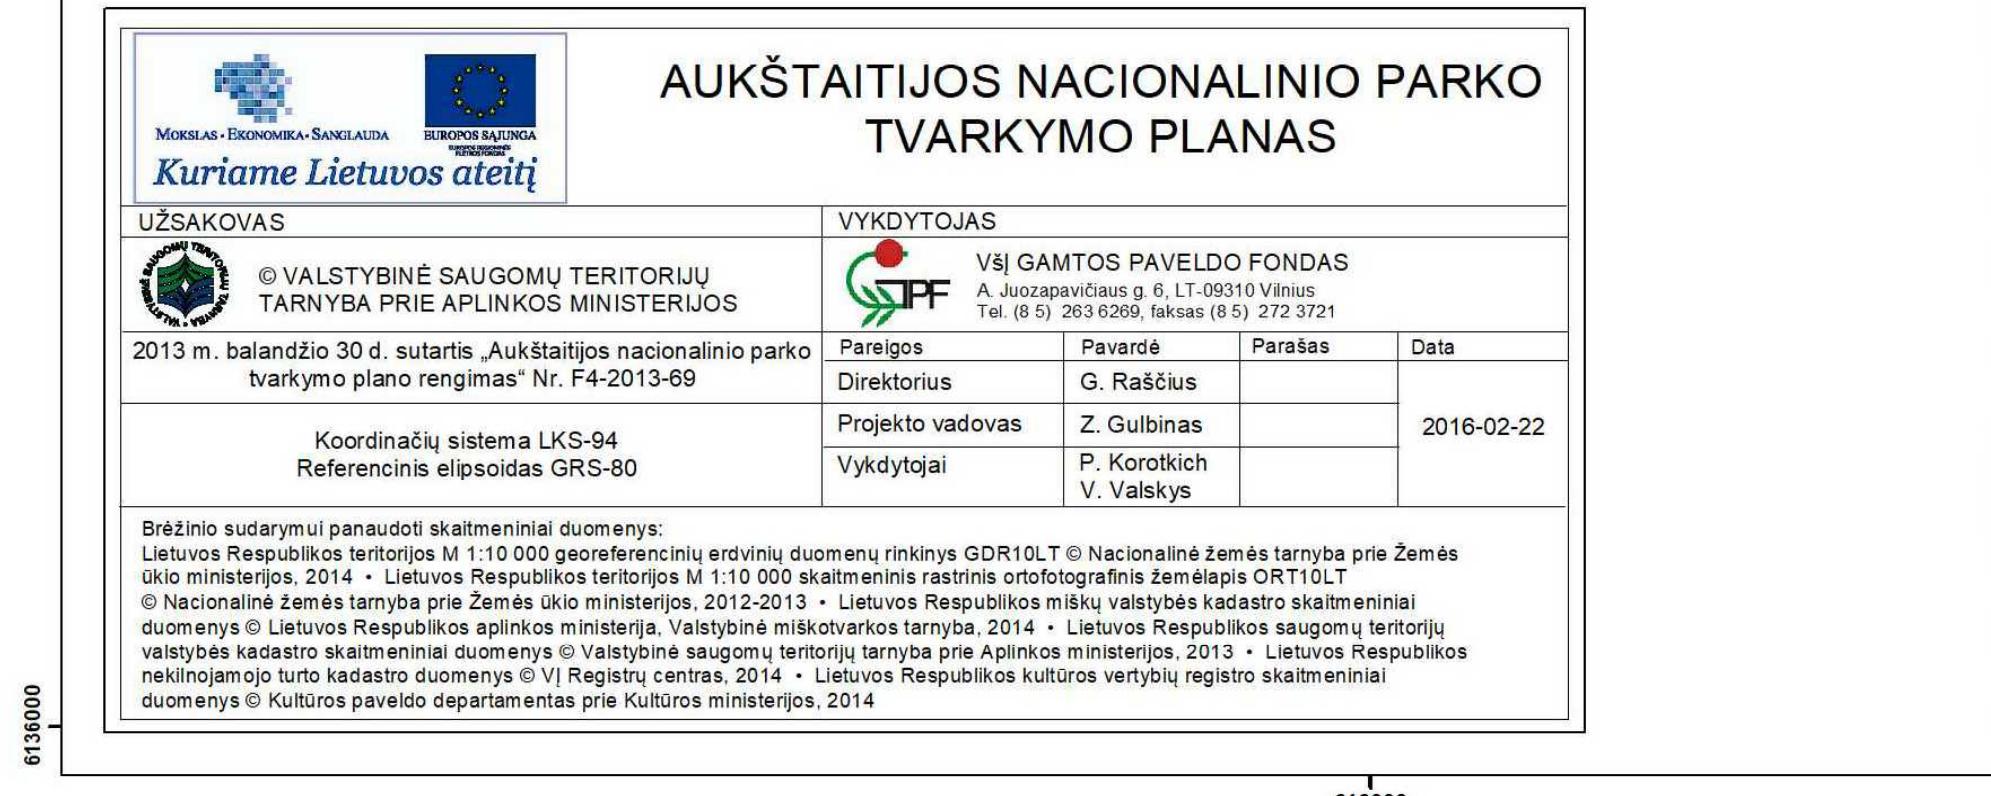 AUKŠTAITIJOS NACIONALINIO PARKO
TVARKYMO PLANAS
MOKSLAS • EKONOMIKA • SANGLAUDA
EUROPOS SĄJUNGA
EUROPOS REGIONINĖS
PLĖTROS FONDAS
Kuriame Lietuvos ateitį
UŽSAKOVAS
VYKDYTOJAS
VALSTYBINĖ SAUGOMŲ TERITORIJŲ TARNYBA
© VALSTYBINĖ SAUGOMŲ TERITORIJŲ
TARNYBA PRIE APLINKOS MINISTERIJOS
GPF
VšĮ GAMTOS PAVELDO FONDAS
A. Juozapavičiaus g. 6, LT-09310 Vilnius
Tel. (8 5) 263 6269, faksas (8 5) 272 3721
2013 m. balandžio 30 d. sutartis „Aukštaitijos nacionalinio parko
tvarkymo plano rengimas“ Nr. F4-2013-69
Koordinačių sistema LKS-94
Referencinis elipsoidas GRS-80
Pareigos Pavardė Parašas Data
Direktorius G. Raščius
Projekto vadovas Z. Gulbinas 2016-02-22
Vykdytojai P. Korotkich
V. Valskys
Brėžinio sudarymui panaudoti skaitmeniniai duomenys:
Lietuvos Respublikos teritorijos M 1:10 000 georeferencinių erdvinių duomenų rinkinys GDR10LT © Nacionalinė žemės tarnyba prie Žemės
ūkio ministerijos, 2014 • Lietuvos Respublikos teritorijos M 1:10 000 skaitmeninis rastrinis ortofotografinis žemėlapis ORT10LT
© Nacionalinė žemės tarnyba prie Žemės ūkio ministerijos, 2012-2013 • Lietuvos Respublikos miškų valstybės kadastro skaitmeniniai
duomenys © Lietuvos Respublikos aplinkos ministerija, Valstybinė miškotvarkos tarnyba, 2014 • Lietuvos Respublikos saugomų teritorijų
valstybės kadastro skaitmeniniai duomenys © Valstybinė saugomų teritorijų tarnyba prie Aplinkos ministerijos, 2013 • Lietuvos Respublikos
nekilnojamojo turto kadastro duomenys © VĮ Registrų centras, 2014 • Lietuvos Respublikos kultūros vertybių registro skaitmeniniai
duomenys © Kultūros paveldo departamentas prie Kultūros ministerijos, 2014
6136000